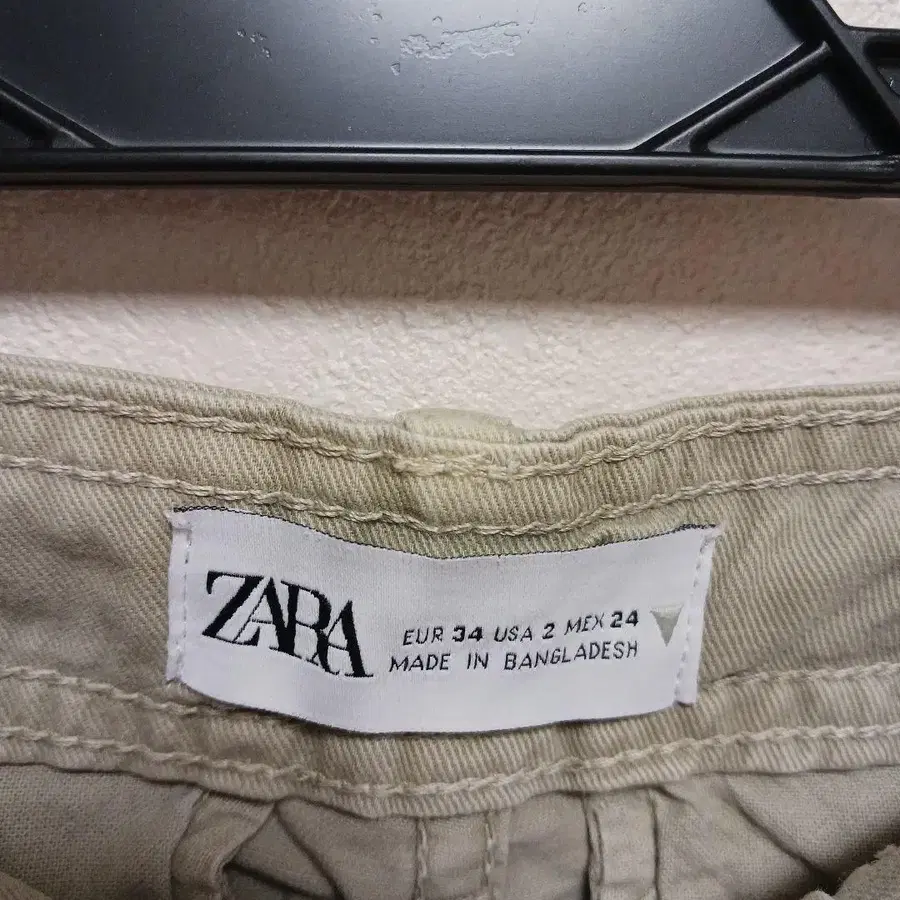 ZARA
EUR 34 USA 2 MEX 24
MADE IN BANGLADESH